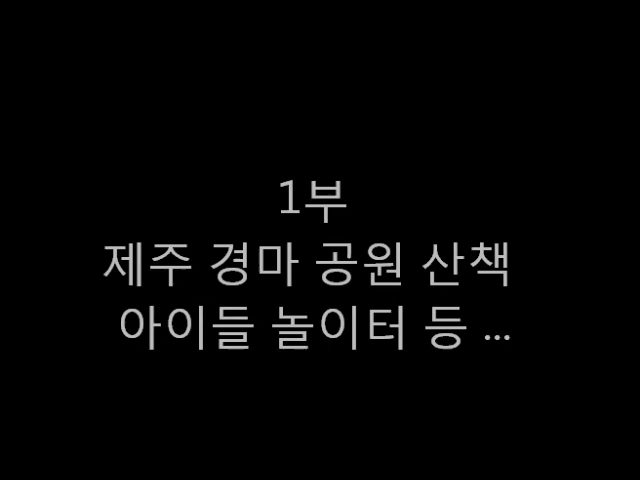 1부
제주 경마 공원 산책
아이들 놀이터 등 ...